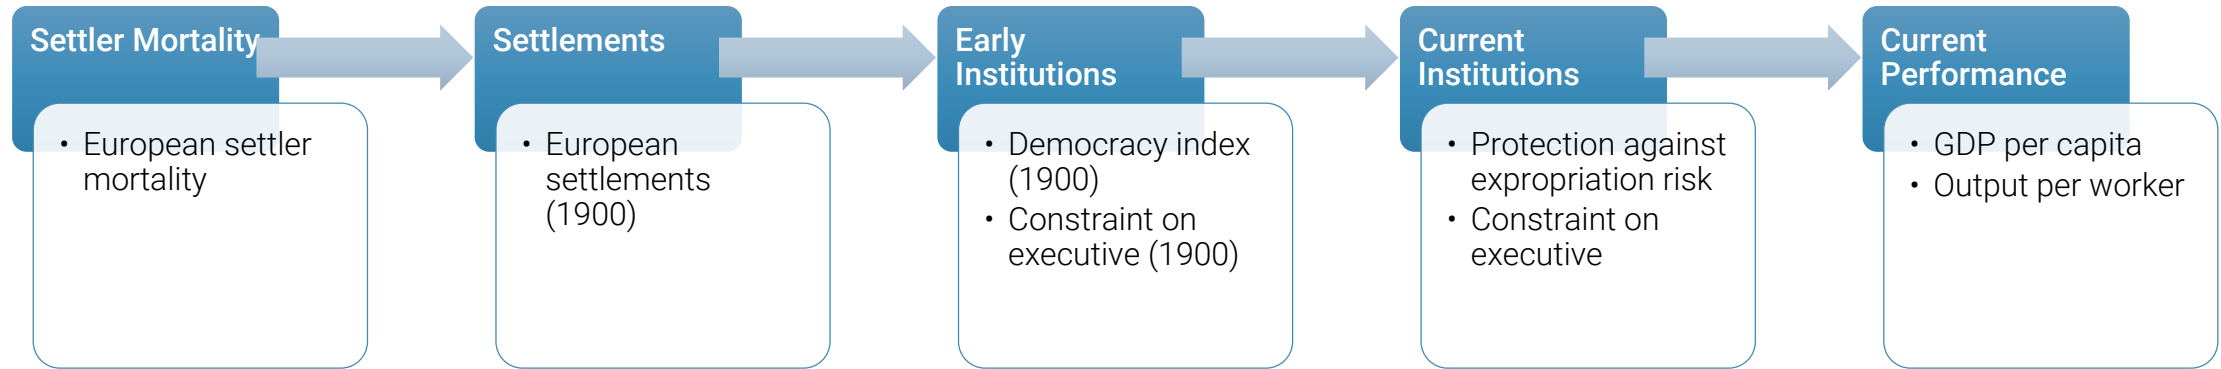 Settler Mortality
• European settler
mortality
Settlements
• European
settlements
(1900)
Early
Institutions
• Democracy index
(1900)
• Constraint on
executive (1900)
Current
Institutions
• Protection against
expropriation risk
• Constraint on
executive
Current
Performance
• GDP per capita
• Output per worker